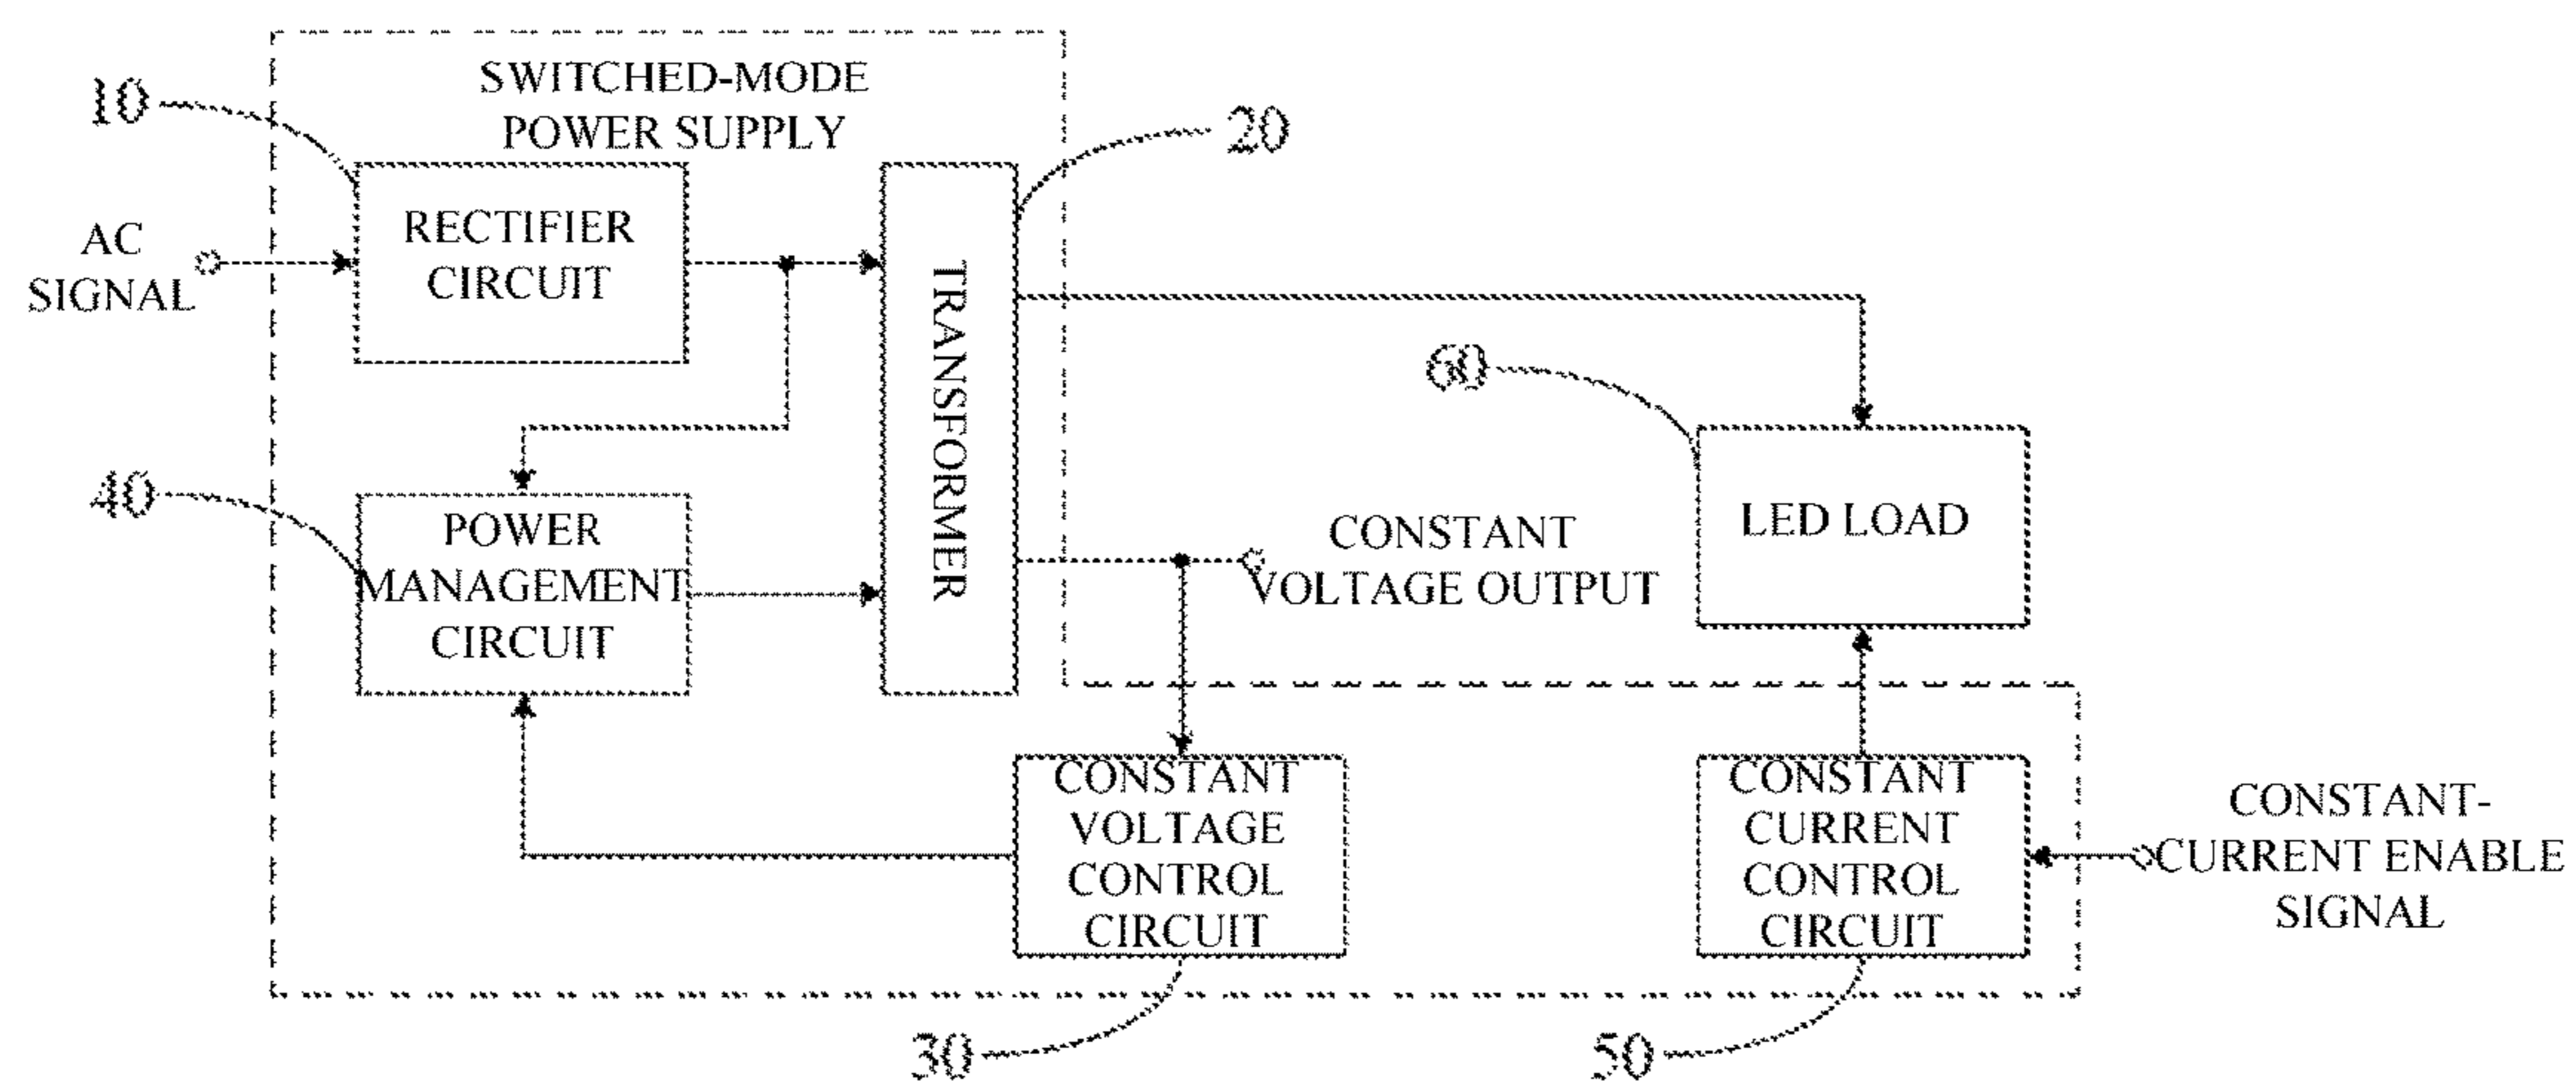 SWITCHED-MODE
POWER SUPPLY
10
20
AC
SIGNAL
RECTIFIER
CIRCUIT
TRANSFORMER
60
40
POWER
MANAGEMENT
CIRCUIT
LED LOAD
CONSTANT
VOLTAGE OUTPUT
CONSTANT
VOLTAGE
CONTROL
CIRCUIT
CONSTANT
CURRENT
CONTROL
CIRCUIT
CONSTANT-
CURRENT ENABLE
SIGNAL
30
50